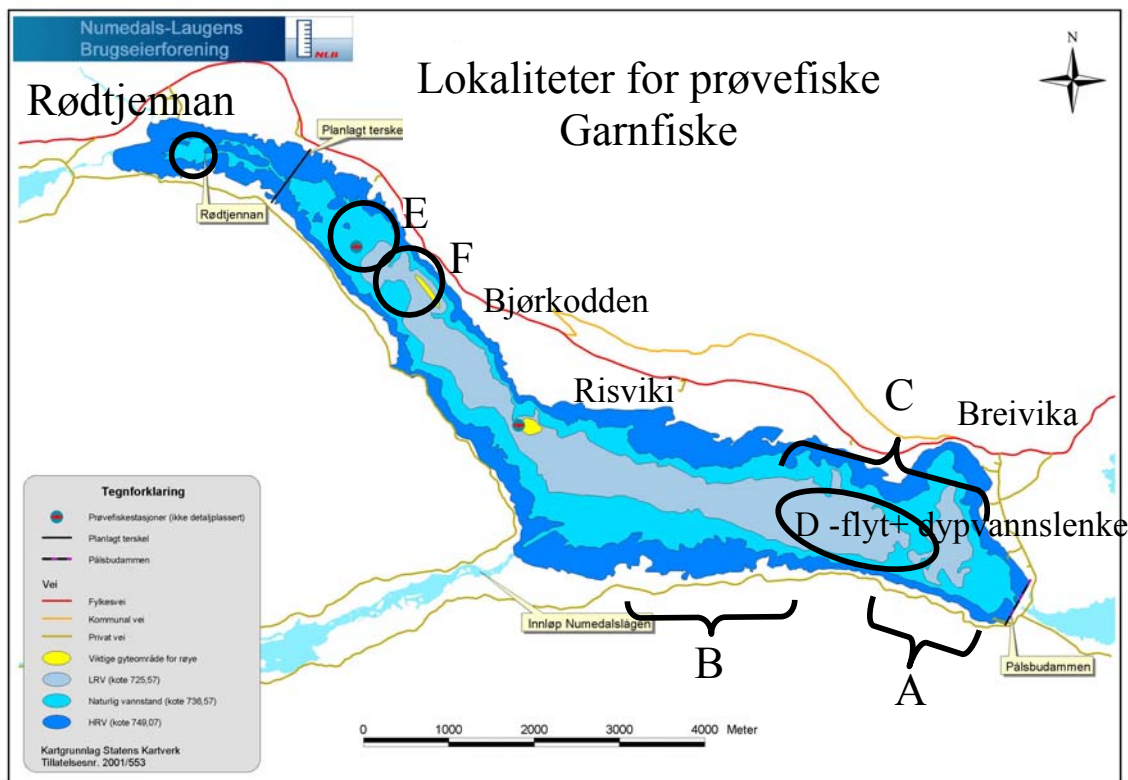 Numedals-Laugens
Brugseierforening
NLB
Lokaliteter for prøvefiske
Garnfiske
N
Rødtjennan
Planlagt terske
Rødtjennan
E
F
Bjørkodden
Risviki
C
Breivika
D -flyt+ dypvannslenke
Innløp Numedalslågen
B
A
Pålsbudammen
Tegnforklaring
Prøvefiskestasjoner (ikke detaljplassert)
Planlagt terskel
Pålsbudammen
Vei
Fylkesvei
Kommunal vei
Privat vei
Viktige gyteområde for røye
LRV (kote 725,57)
Naturlig vannstand (kote 736,57)
HRV (kote 749,07)
Kartgrunnlag Statens Kartverk
Tillatelsesnr. 2001/553
0 1000 2000 3000 4000 Meter